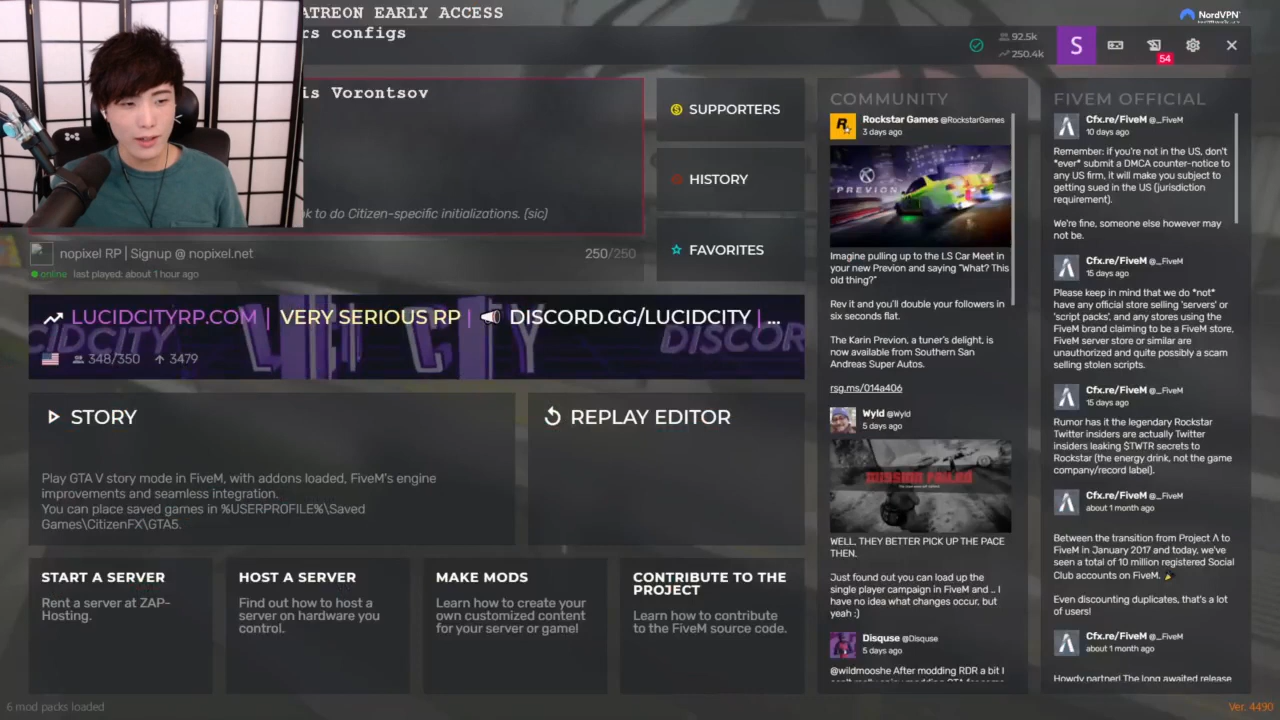 ATREON EARLY ACCESS
rs configs
is Vorontsov
k to do Citizen-specific initializations. (sic)
nopixel RP | Signup @ nopixel.net
250/250
online last played: about 1 hour ago
SUPPORTERS
HISTORY
FAVORITES
LUCIDCITYRP.COM | VERY SERIOUS RP | DISCORD.GG/LUCIDCITY | ...
348/350 3479
STORY
Play GTA V story mode in FiveM, with addons loaded, FiveM's engine
improvements and seamless integration.
You can place saved games in %USERPROFILE%\Saved
Games\CitizenFX\GTA5.
REPLAY EDITOR
START A SERVER
Rent a server at ZAP-
Hosting.
HOST A SERVER
Find out how to host a
server on hardware you
control.
MAKE MODS
Learn how to create your
own customized content
for your server or game!
CONTRIBUTE TO THE
PROJECT
Learn how to contribute
to the FiveM source code.
6 mod packs loaded
NordVPN
92.5k
250.4k
S
54
COMMUNITY
Rockstar Games @RockstarGames
3 days ago
PREVION
Imagine pulling up to the LS Car Meet in
your new Previon and saying "What? This
old thing?"
Rev it and you'll double your followers in
six seconds flat.
The Karin Previon, a tuner's delight, is
now available from Southern San
Andreas Super Autos.
rsg.ms/014a406
Wyld @Wyld
5 days ago
MISSION FAILED
WELL, THEY BETTER PICK UP THE PACE
THEN.
Just found out you can load up the
single player campaign in FiveM and .. I
have no idea what changes occur, but
yeah :)
Disquse @Disquse
5 days ago
@wildmooshe After modding RDR a bit I
FIVEM OFFICIAL
Cfx.re/FiveM @_FiveM
10 days ago
Remember: if you're not in the US, don't
*ever* submit a DMCA counter-notice to
any US firm, it will make you subject to
getting sued in the US (jurisdiction
requirement).
We're fine, someone else however may
not be.
Cfx.re/FiveM @_FiveM
15 days ago
Please keep in mind that we do *not*
have any official store selling 'servers' or
'script packs', and any stores using the
FiveM brand claiming to be a FiveM store,
FiveM server store or similar are
unauthorized and quite possibly a scam
selling stolen scripts.
Cfx.re/FiveM @_FiveM
15 days ago
Rumor has it the legendary Rockstar
Twitter insiders are actually Twitter
insiders leaking $TWTR secrets to
Rockstar (the energy drink, not the game
company/record label).
Cfx.re/FiveM @_FiveM
about 1 month ago
Between the transition from Project Λ to
FiveM in January 2017 and today, we've
seen a total of 10 million registered Social
Club accounts on FiveM. 🎉
Even discounting duplicates, that's a lot
of users!
Cfx.re/FiveM @_FiveM
about 1 month ago
Howdy partner! The long awaited release
Ver. 4490